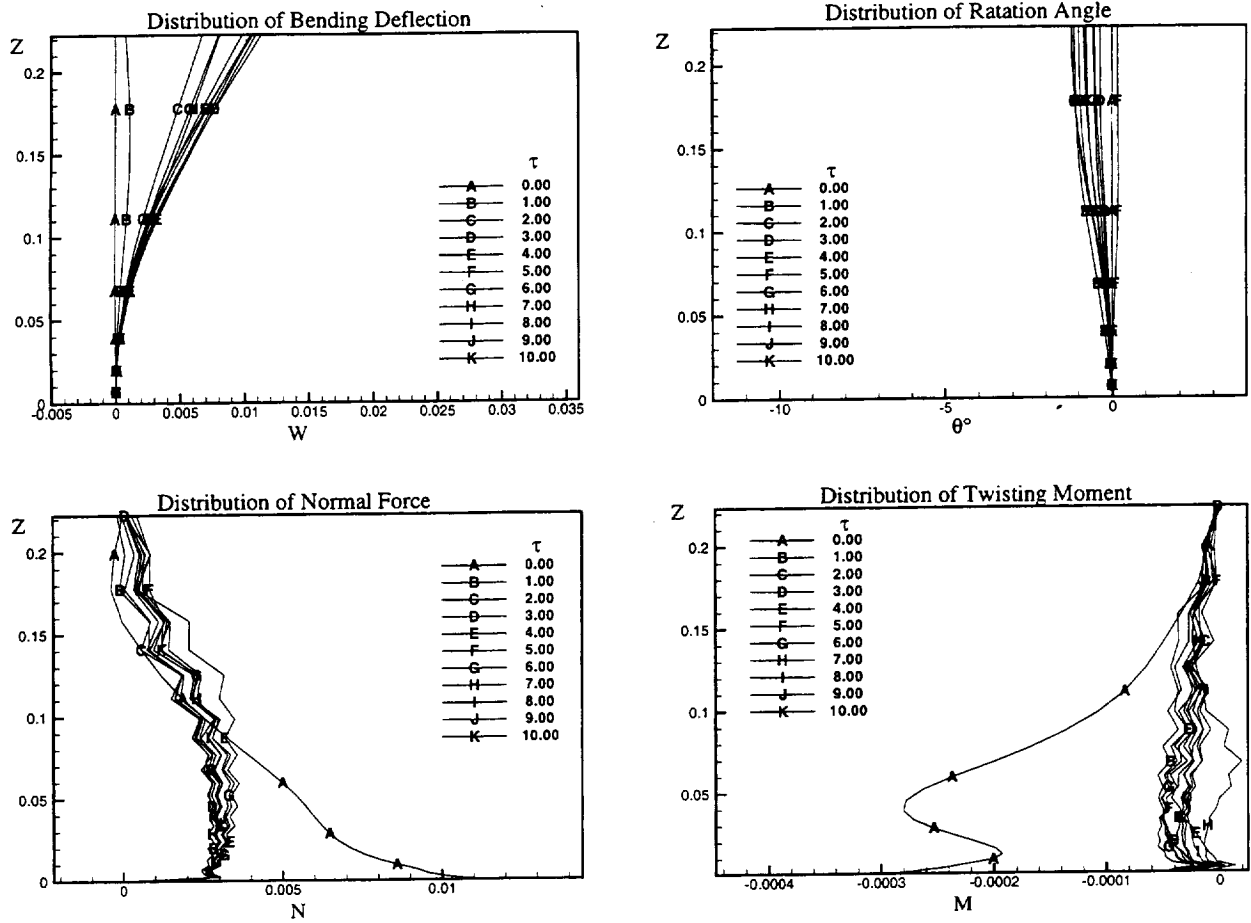 Distribution of Bending Deflection
Z
0.2
0.15
0.1
0.05
0
-0.005 0 0.005 0.01 0.015 0.02 0.025 0.03 0.035
W
τ
A 0.00
B 1.00
C 2.00
D 3.00
E 4.00
F 5.00
G 6.00
H 7.00
I 8.00
J 9.00
K 10.00
Distribution of Ratation Angle
Z
0.2
0.15
0.1
0.05
0
-10 -5 0
θ°
τ
A 0.00
B 1.00
C 2.00
D 3.00
E 4.00
F 5.00
G 6.00
H 7.00
I 8.00
J 9.00
K 10.00
Distribution of Normal Force
Z
0.2
0.15
0.1
0.05
0
0 0.005 0.01
N
τ
A 0.00
B 1.00
C 2.00
D 3.00
E 4.00
F 5.00
G 6.00
H 7.00
I 8.00
J 9.00
K 10.00
Distribution of Twisting Moment
Z
0.2
0.15
0.1
0.05
-0.0004 -0.0003 -0.0002 -0.0001 0
M
τ
A 0.00
B 1.00
C 2.00
D 3.00
E 4.00
F 5.00
G 6.00
H 7.00
I 8.00
J 9.00
K 10.00